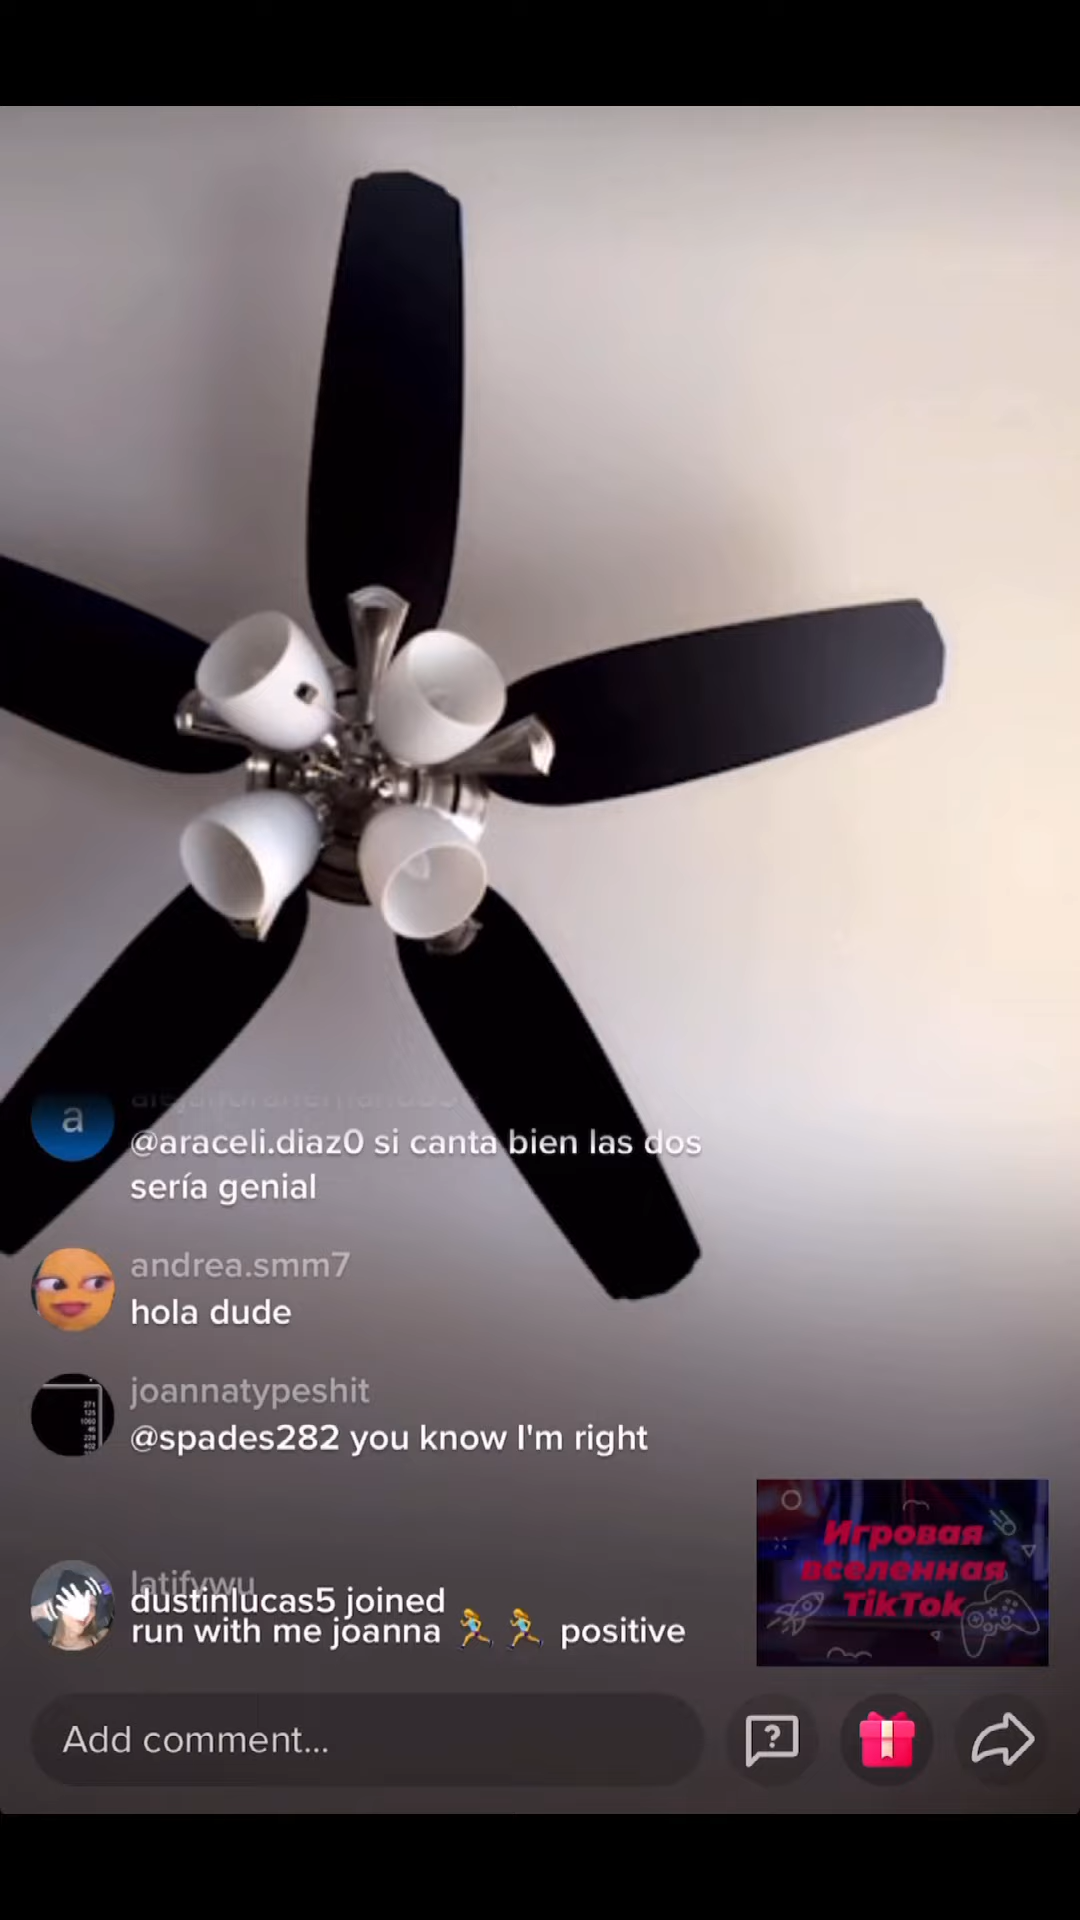 a
@araceli.diaz0 si canta bien las dos
sería genial
andrea.smm7
hola dude
joannatypeshit
@spades282 you know I'm right
latifywu
dustinlucas5 joined
run with me joanna 🏃‍♀️ 🏃‍♀️ positive
Игровая
вселенная
TikTok
Add comment...
?